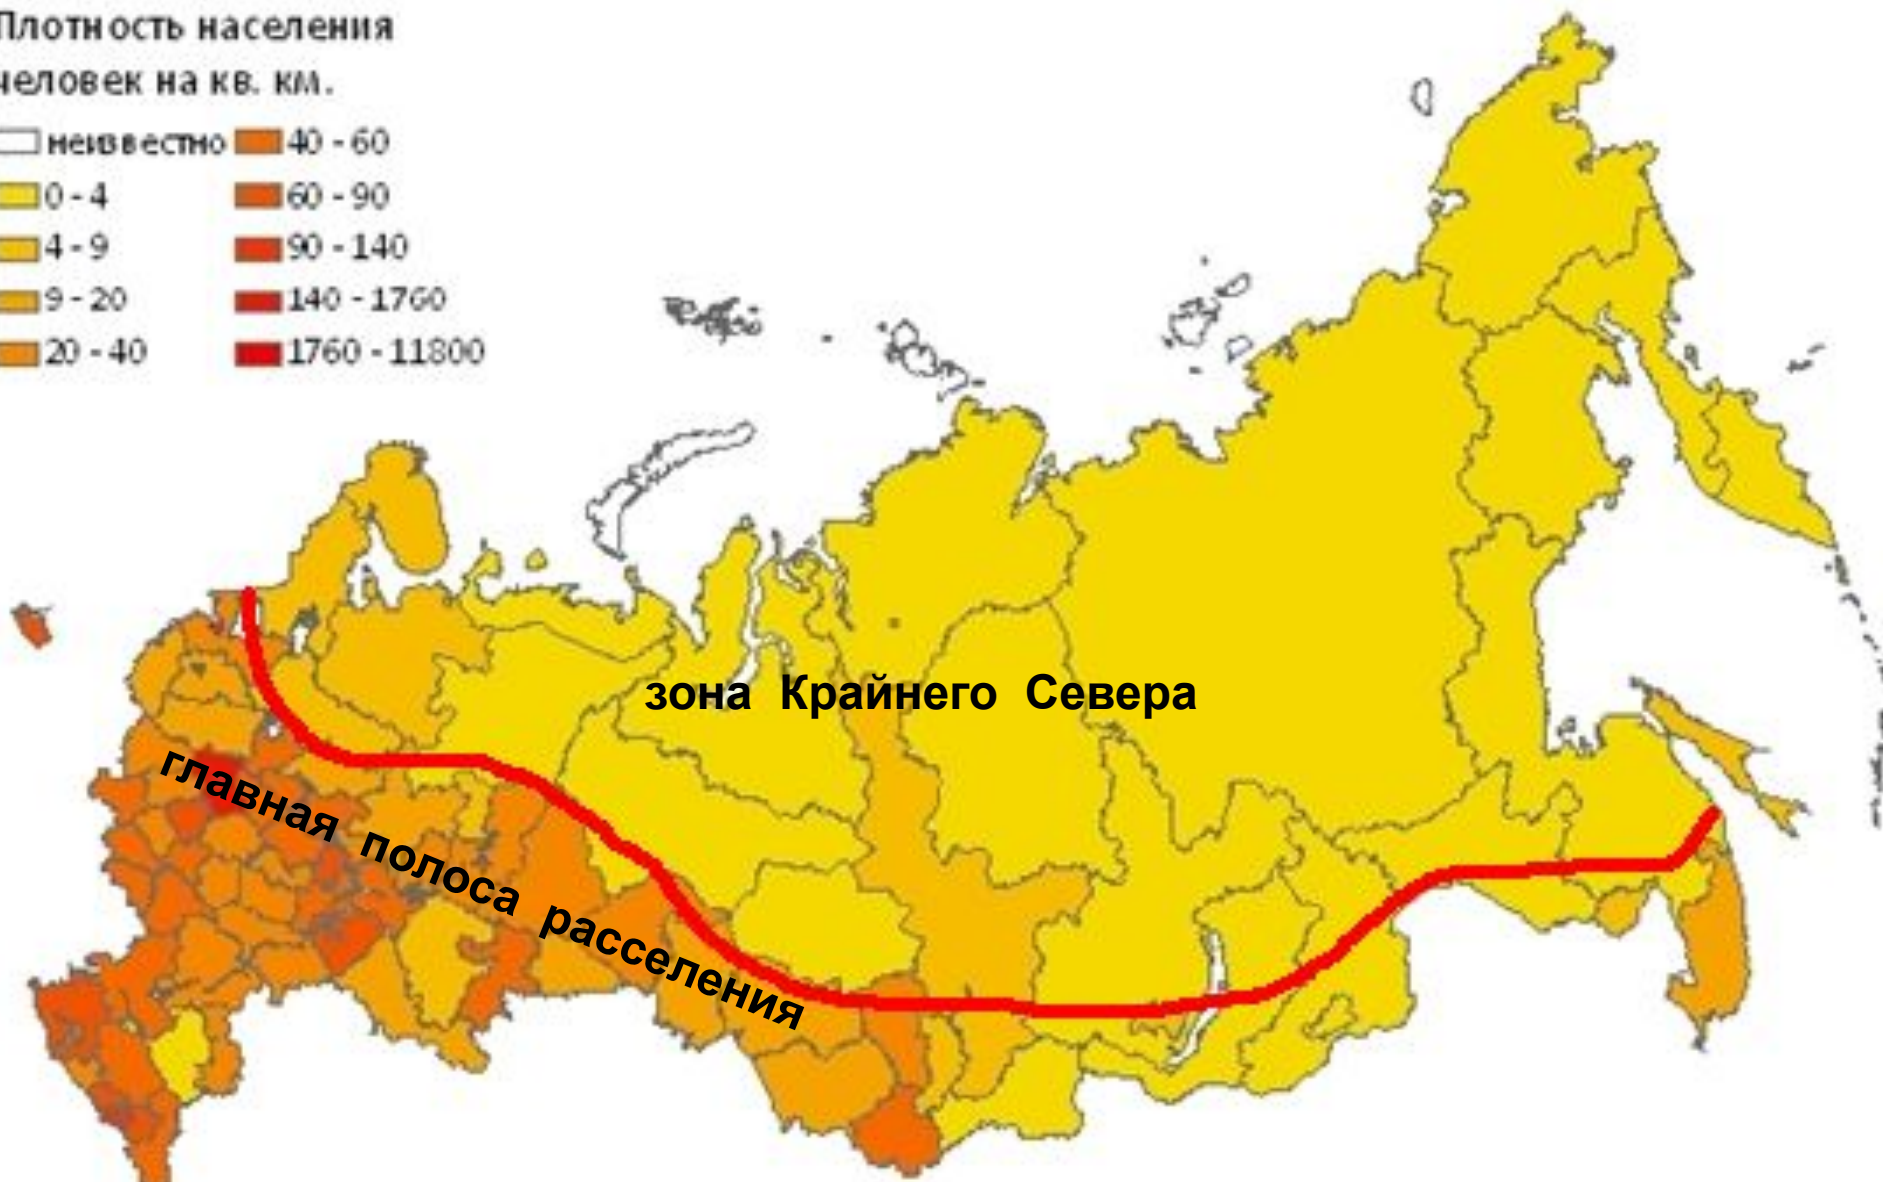 Плотность населения
человек на кв. км.
неизвестно
0 - 4
4 - 9
9 - 20
20 - 40
40 - 60
60 - 90
90 - 140
140 - 1760
1760 - 11800
зона Крайнего Севера
главная полоса расселения